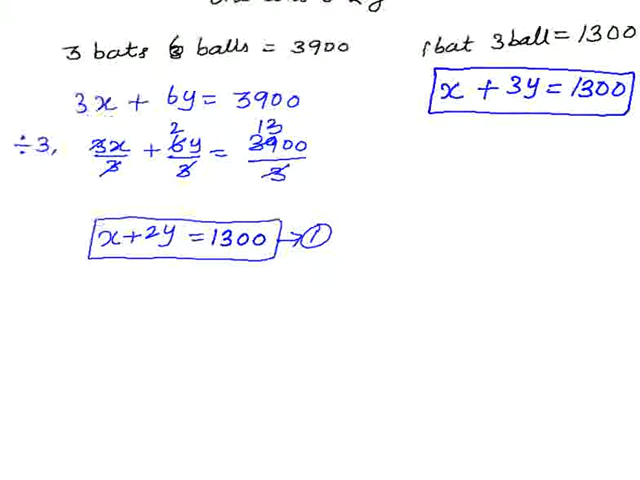 3 bats 6 balls = 3900
1 bat 3 ball = 1300
3x + 6y = 3900
x + 3y = 1300
÷3, 3x/3 + 6y/3 = 3900/3
2 13
x + 2y = 1300 → ①